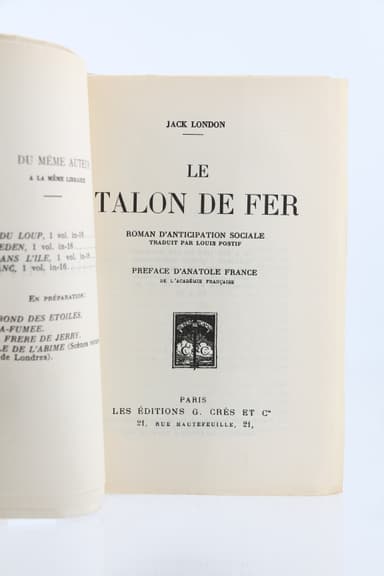 DU MÊME AUTEU
A LA MÊME LIBRAIRI
DU LOUP, 1 vol. in-16
EDEN, 1 vol. in-16
ANS L'ILE, 1 vol. in-16
ANC, 1 vol. in-16
EN PRÉPARATION:
BOND DES ETOILES.
A-FUMEE.
FRERE DE JERRY.
LE DE L'ABIME (Scènes
de Londres).
JACK LONDON
LE
TALON DE FER
ROMAN D'ANTICIPATION SOCIALE
TRADUIT PAR LOUIS POSTIF
PREFACE D'ANATOLE FRANCE
DE L'ACADÉMIE FRANÇAISE
PARIS
LES ÉDITIONS G. CRÈS ET Cie
21, RUE HAUTEFEUILLE, 21,